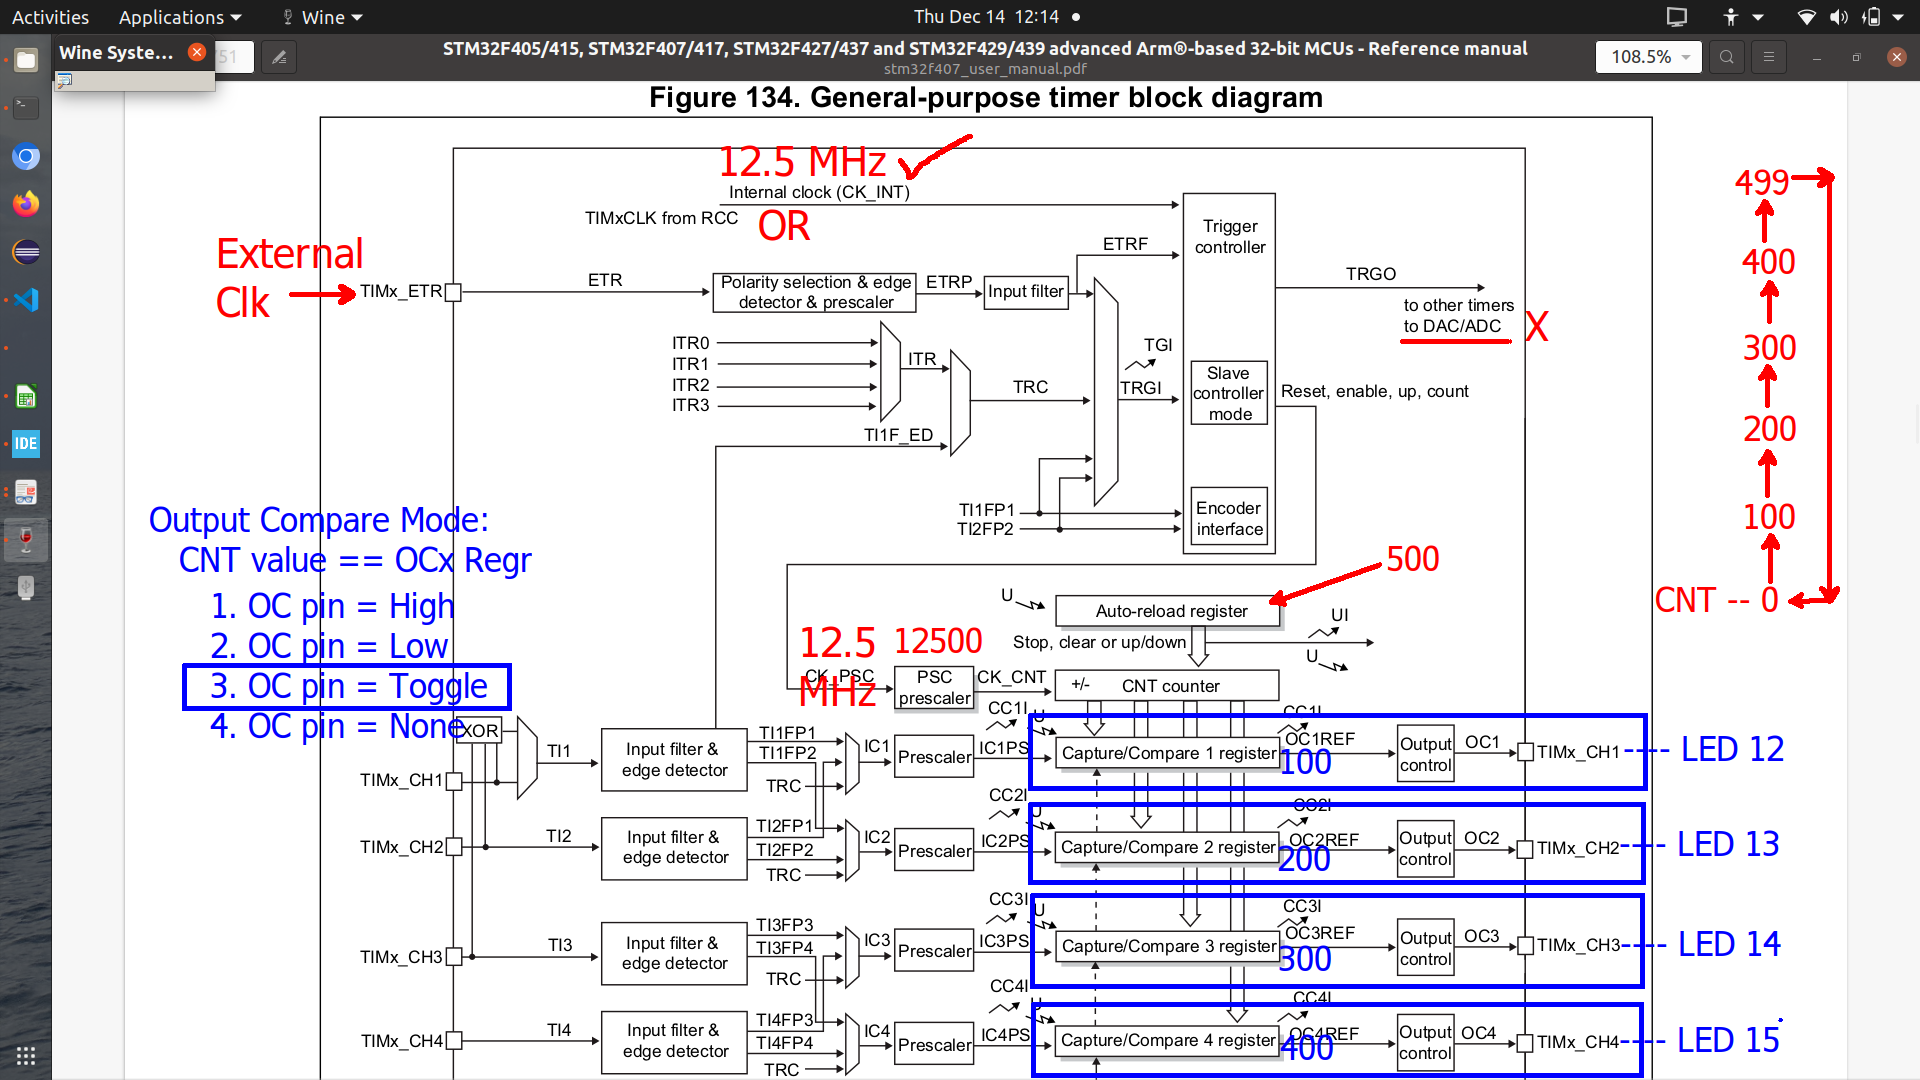 Activities
Applications
Wine
Thu Dec 14 12:14
Wine Syste...
51
STM32F405/415, STM32F407/417, STM32F427/437 and STM32F429/439 advanced Arm®-based 32-bit MCUs - Reference manual
stm32f407_user_manual.pdf
108.5%
IDE
Figure 134. General-purpose timer block diagram
12.5 MHz
Internal clock (CK_INT)
TIMxCLK from RCC
OR
External
Clk
TIMx_ETR
ETR
Polarity selection & edge
detector & prescaler
ETRP
Input filter
ETRF
Trigger
controller
TRGO
to other timers
to DAC/ADC
X
ITR0
ITR1
ITR2
ITR3
ITR
TRC
TI1F_ED
TGI
TRGI
Slave
controller
mode
Reset, enable, up, count
TI1FP1
TI2FP2
Encoder
interface
499
400
300
200
100
CNT -- 0
Output Compare Mode:
CNT value == OCx Regr
1. OC pin = High
2. OC pin = Low
3. OC pin = Toggle
4. OC pin = None
500
U
Auto-reload register
UI
Stop, clear or up/down
U
12.5
MHz
12500
CK_PSC
PSC
prescaler
CK_CNT
+/-
CNT counter
XOR
TI1
Input filter &
edge detector
TI1FP1
TI1FP2
TRC
IC1
Prescaler
IC1PS
CC1I
U
Capture/Compare 1 register
CC1I
OC1REF
100
Output
control
OC1
TIMx_CH1
LED 12
TIMx_CH1
TIMx_CH2
TI2
Input filter &
edge detector
TI2FP1
TI2FP2
TRC
IC2
Prescaler
IC2PS
CC2I
U
Capture/Compare 2 register
CC2I
OC2REF
200
Output
control
OC2
TIMx_CH2
LED 13
TIMx_CH3
TI3
Input filter &
edge detector
TI3FP3
TI3FP4
TRC
IC3
Prescaler
IC3PS
CC3I
U
Capture/Compare 3 register
CC3I
OC3REF
300
Output
control
OC3
TIMx_CH3
LED 14
TIMx_CH4
TI4
Input filter &
edge detector
TI4FP3
TI4FP4
TRC
IC4
Prescaler
IC4PS
CC4I
U
Capture/Compare 4 register
CC4I
OC4REF
400
Output
control
OC4
TIMx_CH4
LED 15